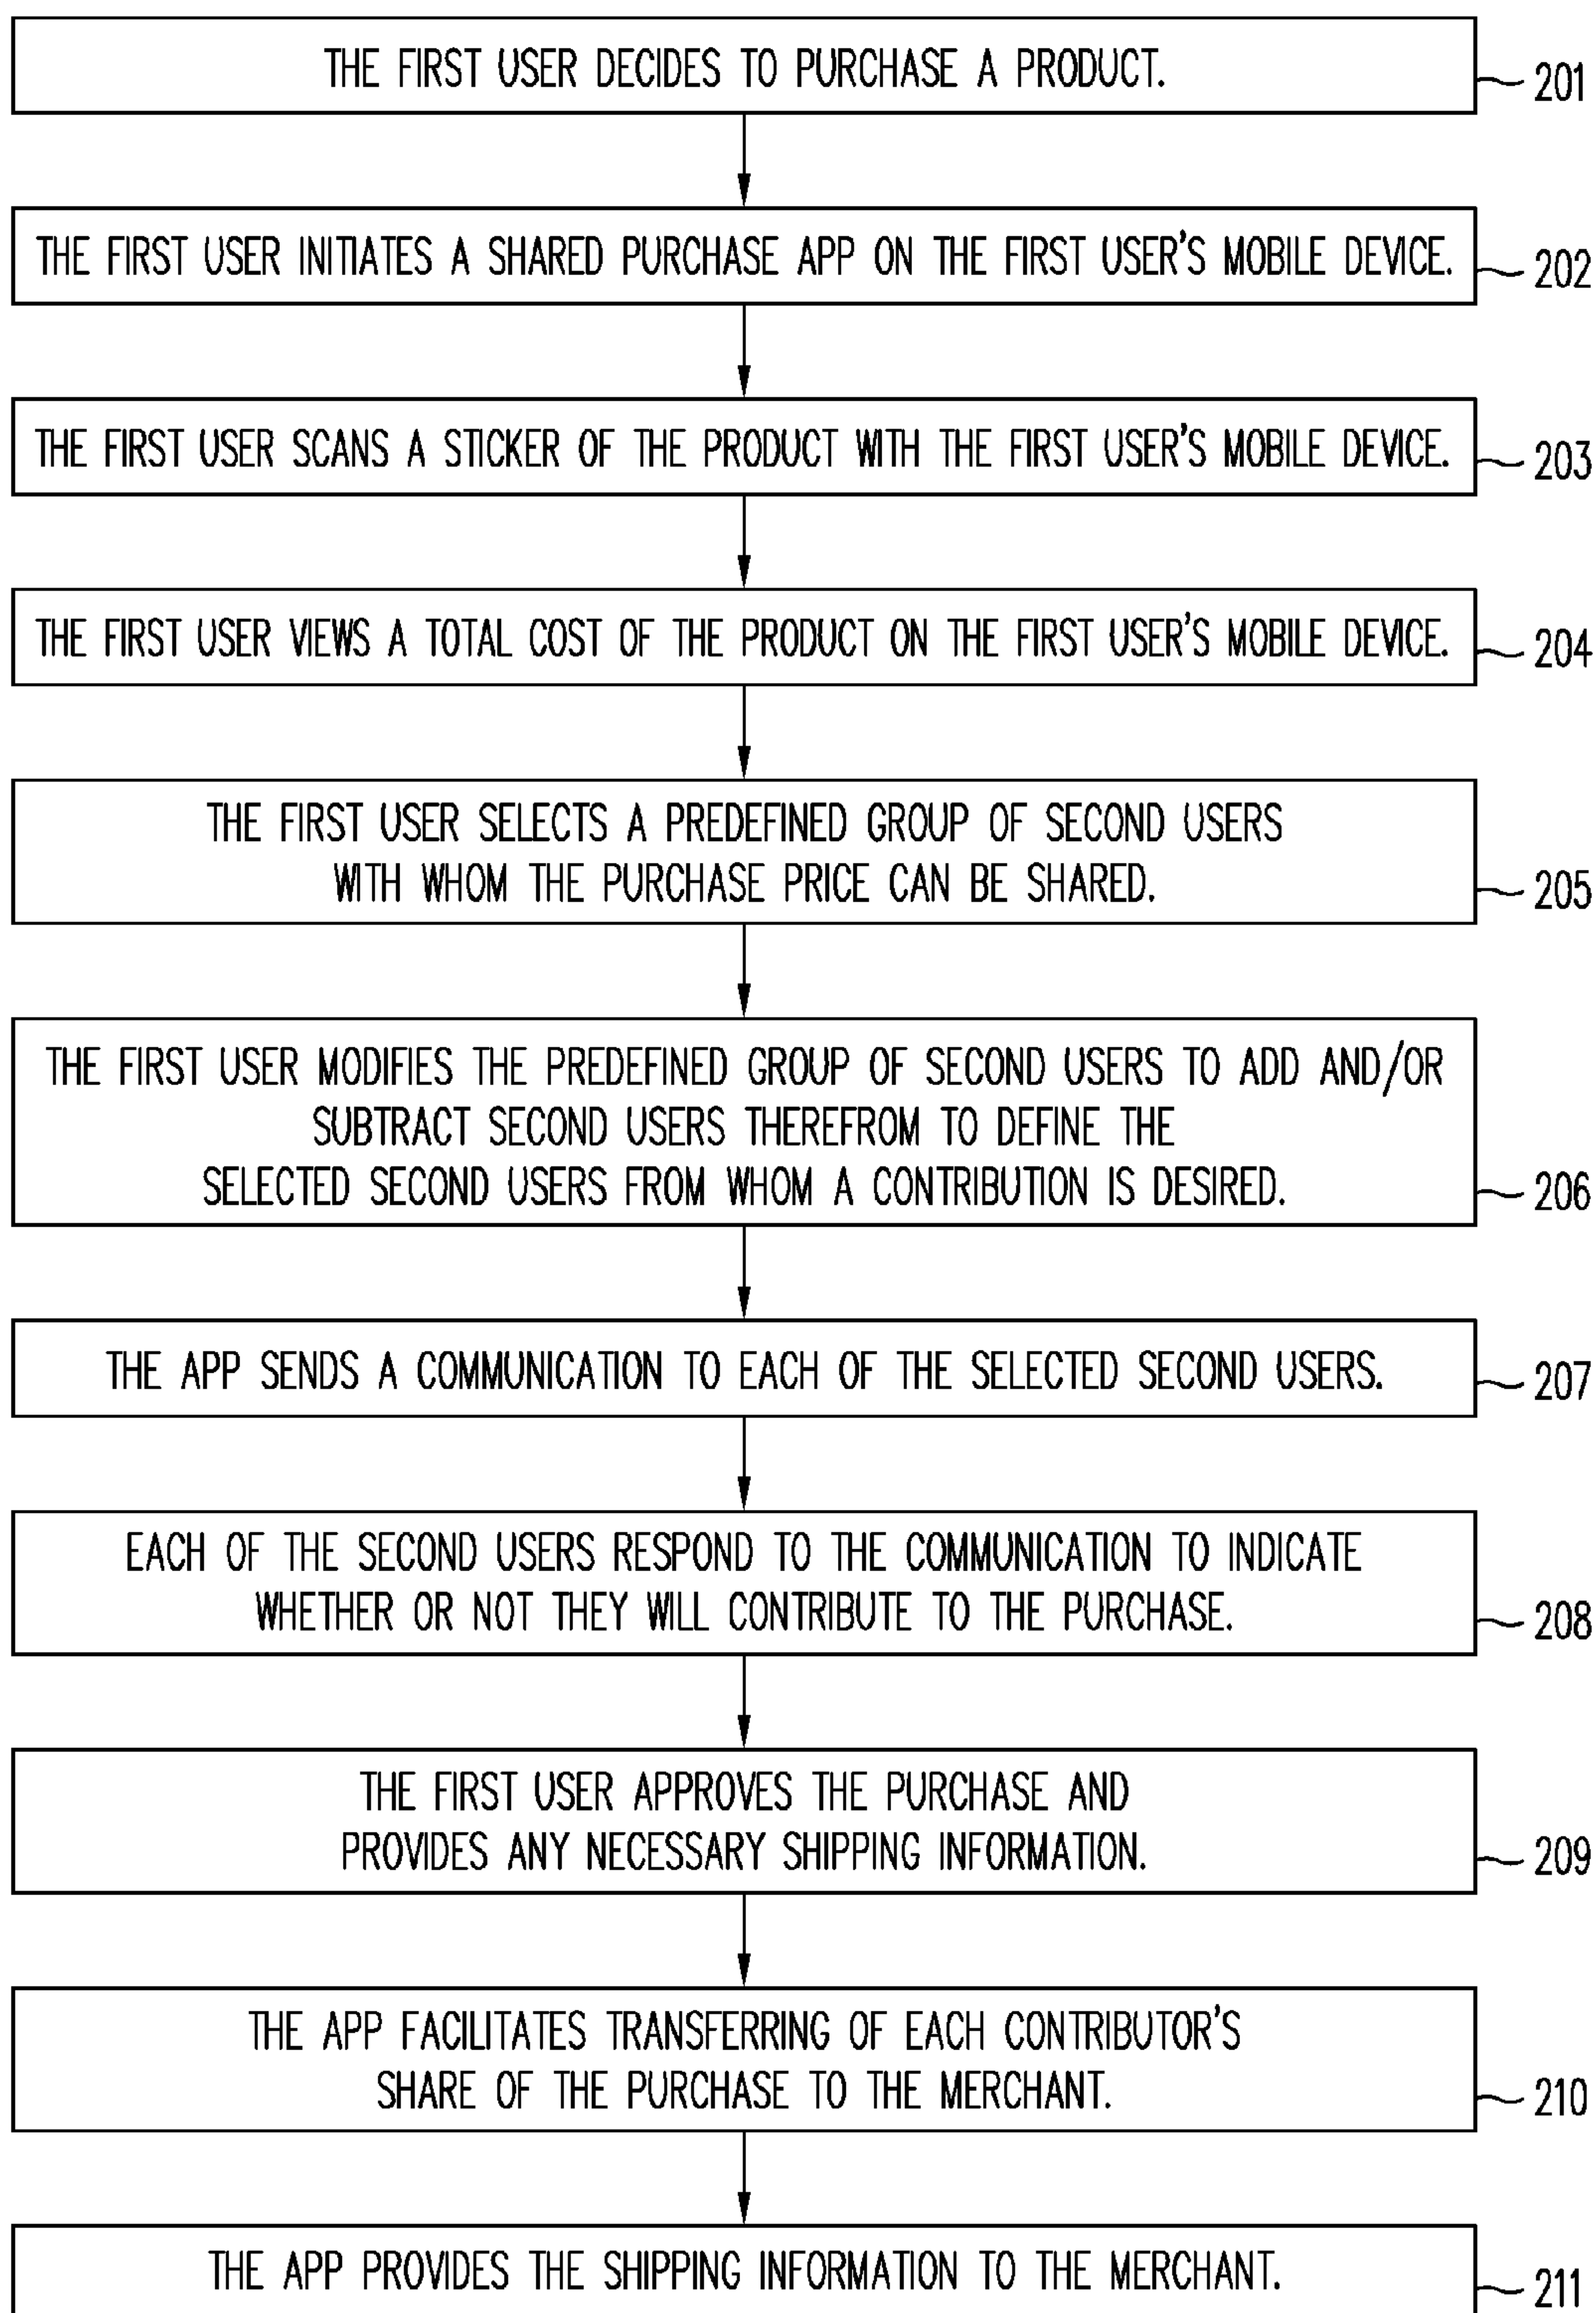 THE FIRST USER DECIDES TO PURCHASE A PRODUCT.
201
THE FIRST USER INITIATES A SHARED PURCHASE APP ON THE FIRST USER'S MOBILE DEVICE.
202
THE FIRST USER SCANS A STICKER OF THE PRODUCT WITH THE FIRST USER'S MOBILE DEVICE.
203
THE FIRST USER VIEWS A TOTAL COST OF THE PRODUCT ON THE FIRST USER'S MOBILE DEVICE.
204
THE FIRST USER SELECTS A PREDEFINED GROUP OF SECOND USERS
WITH WHOM THE PURCHASE PRICE CAN BE SHARED.
205
THE FIRST USER MODIFIES THE PREDEFINED GROUP OF SECOND USERS TO ADD AND/OR
SUBTRACT SECOND USERS THEREFROM TO DEFINE THE
SELECTED SECOND USERS FROM WHOM A CONTRIBUTION IS DESIRED.
206
THE APP SENDS A COMMUNICATION TO EACH OF THE SELECTED SECOND USERS.
207
EACH OF THE SECOND USERS RESPOND TO THE COMMUNICATION TO INDICATE
WHETHER OR NOT THEY WILL CONTRIBUTE TO THE PURCHASE.
208
THE FIRST USER APPROVES THE PURCHASE AND
PROVIDES ANY NECESSARY SHIPPING INFORMATION.
209
THE APP FACILITATES TRANSFERRING OF EACH CONTRIBUTOR'S
SHARE OF THE PURCHASE TO THE MERCHANT.
210
THE APP PROVIDES THE SHIPPING INFORMATION TO THE MERCHANT.
211